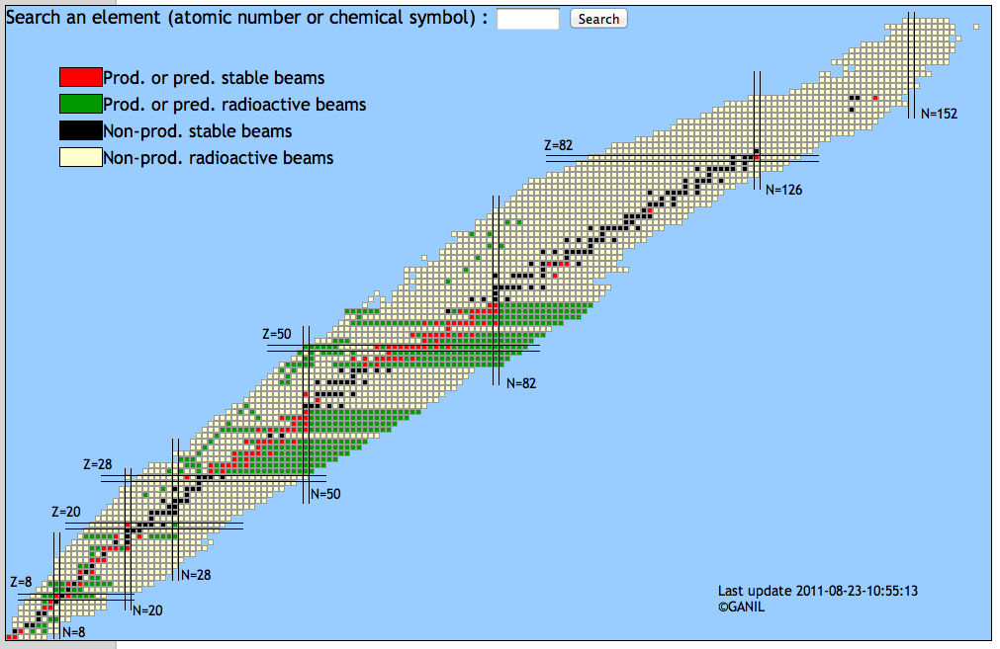 Search an element (atomic number or chemical symbol) : Search
Prod. or pred. stable beams
Prod. or pred. radioactive beams
Non-prod. stable beams
Non-prod. radioactive beams
N=152
Z=82
N=126
Z=50
N=82
Z=28
N=50
Z=20
N=28
Z=8
N=20
N=8
Last update 2011-08-23-10:55:13
©GANIL